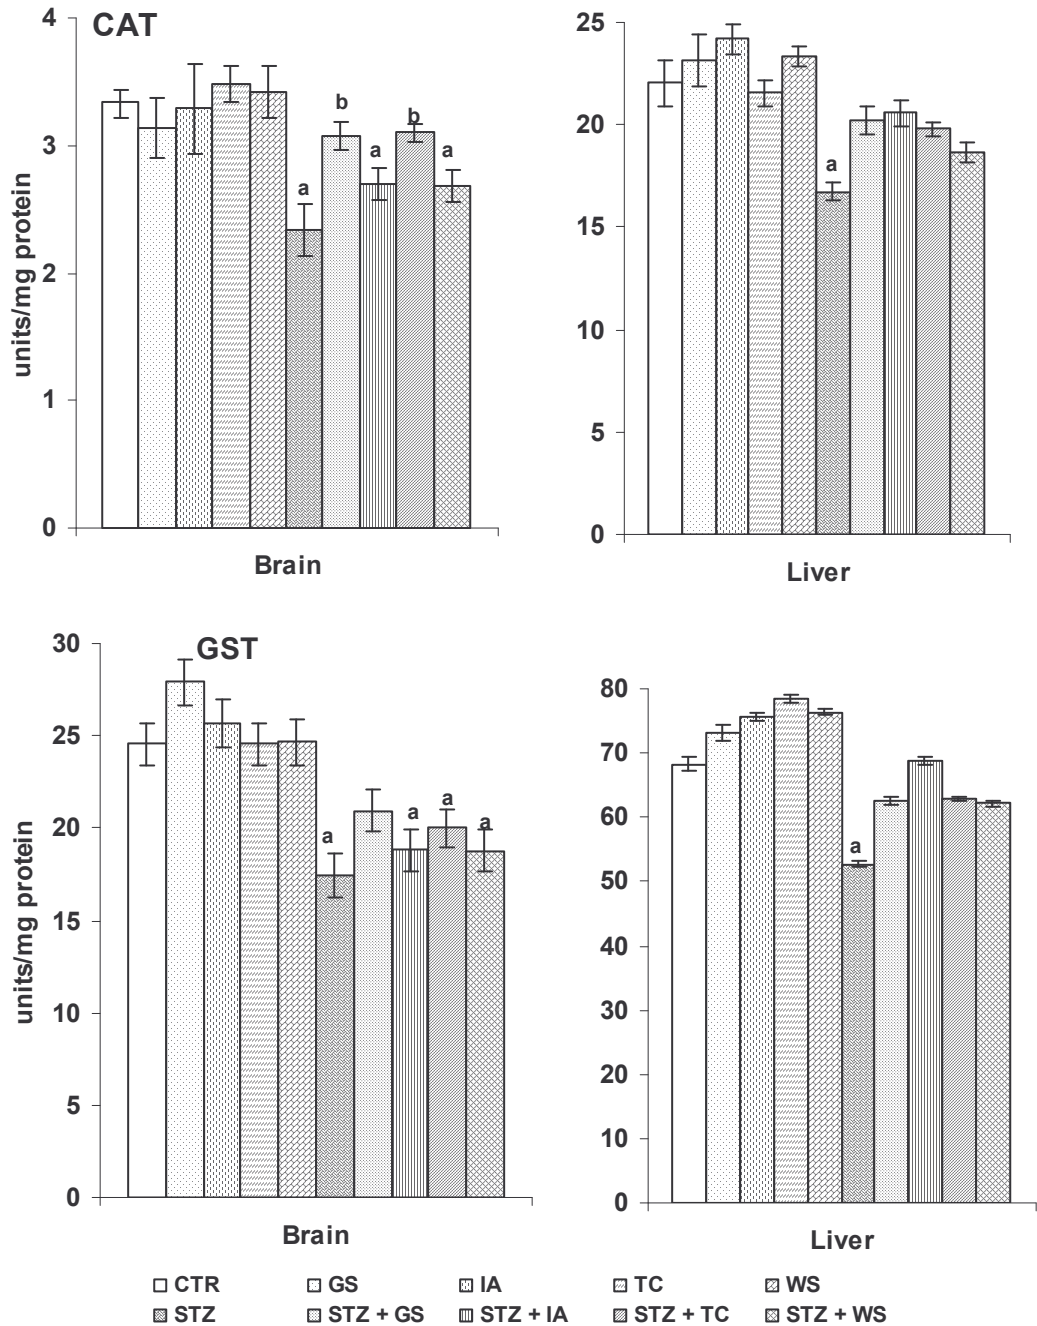 CAT
4
3
2
1
0
units/mg protein
a
b
a
b
a
Brain
25
20
15
10
5
0
a
Liver
GST
30
25
20
15
10
5
0
units/mg protein
a
a
a
a
Brain
80
70
60
50
40
30
20
10
0
a
Liver
CTR GS IA TC WS
STZ STZ + GS STZ + IA STZ + TC STZ + WS